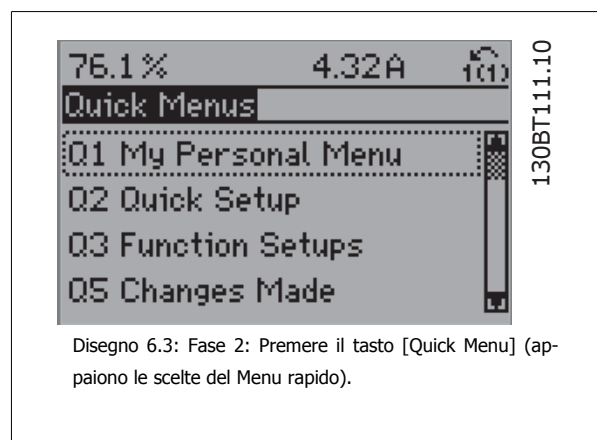 76.1% 4.32A 1(1)
Quick Menus
Q1 My Personal Menu
Q2 Quick Setup
Q3 Function Setups
Q5 Changes Made
130BT111.10
Disegno 6.3: Fase 2: Premere il tasto [Quick Menu] (ap-
paiono le scelte del Menu rapido).